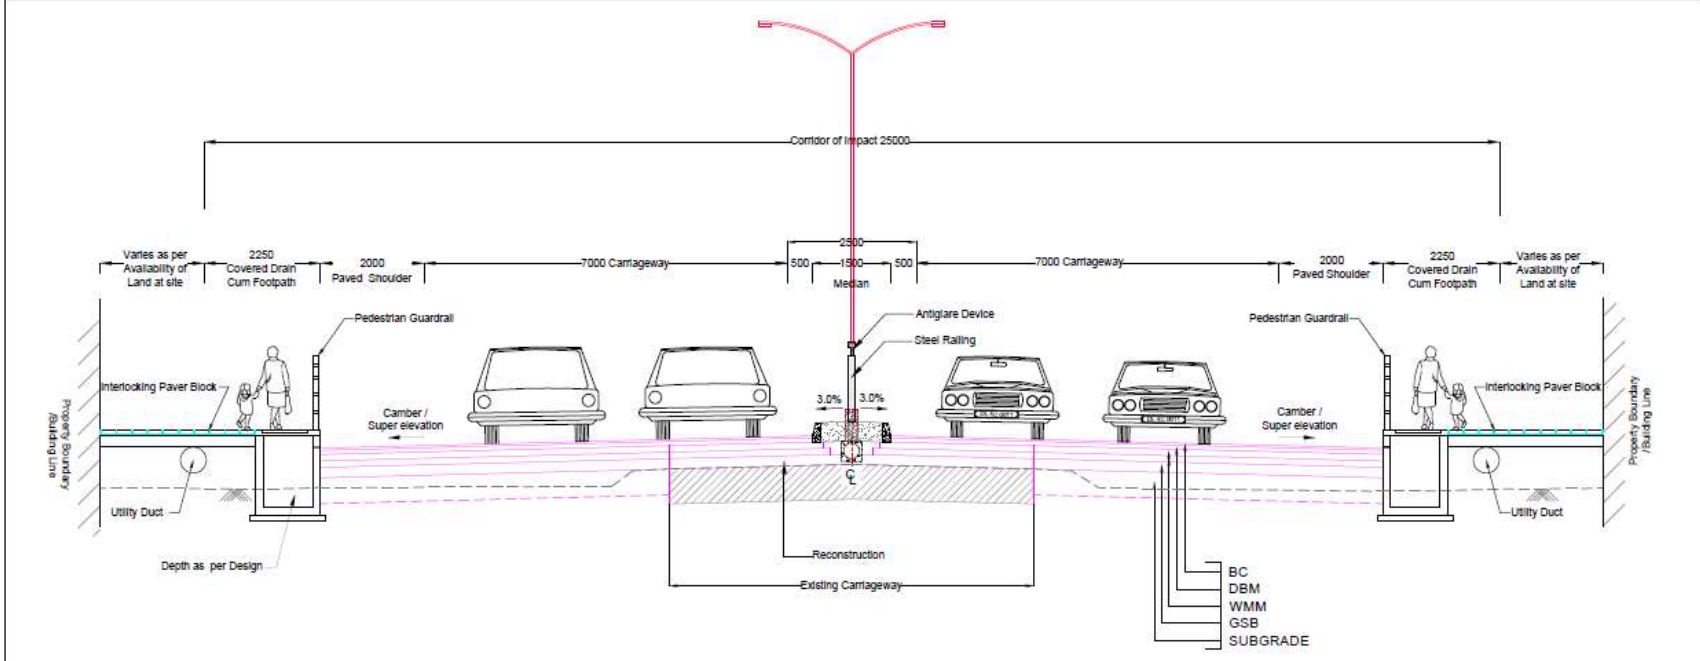 Corridor of Impact 25000
2500
Varies as per
Availability of
Land at site
2250
Covered Drain
Cum Footpath
2000
Paved Shoulder
7000 Carriageway
500
1500
500
Median
7000 Carriageway
2000
Paved Shoulder
2250
Covered Drain
Cum Footpath
Varies as per
Availability of
Land at site
Pedestrian Guardrail
Antiglare Device
Steel Railing
Pedestrian Guardrail
Interlocking Paver Block
3.0%
3.0%
Interlocking Paver Block
Camber /
Super elevation
Camber /
Super elevation
Property Boundary
/Building Line
Property Boundary
/Building Line
CL
Utility Duct
Utility Duct
Depth as per Design
Reconstruction
Existing Carriageway
BC
DBM
WMM
GSB
SUBGRADE